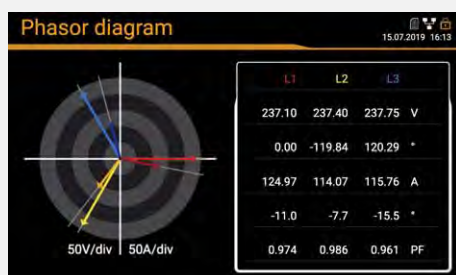 Phasor diagram
15.07.2019 16:13
L1 L2 L3
237.10 237.40 237.75 V
0.00 -119.84 120.29 °
124.97 114.07 115.76 A
-11.0 -7.7 -15.5 °
0.974 0.986 0.961 PF
50V/div 50A/div